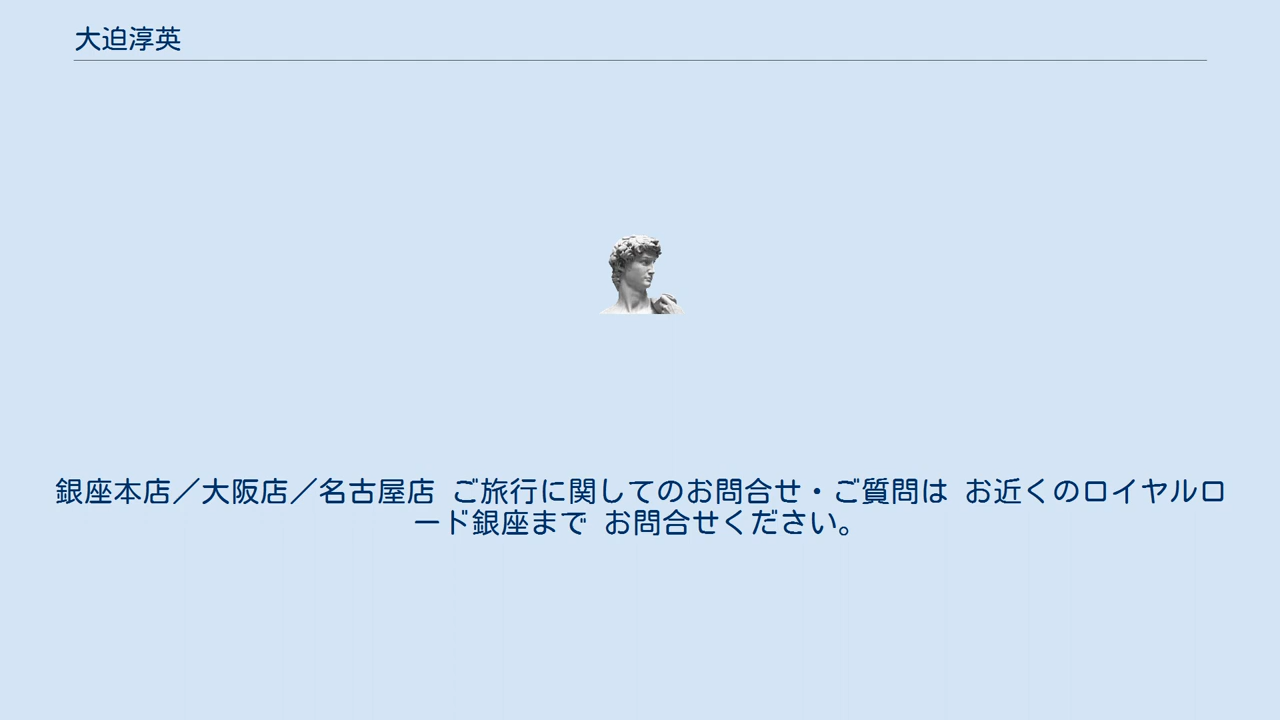 大迫淳英
銀座本店／大阪店／名古屋店 ご旅行に関してのお問合せ・ご質問は お近くのロイヤルロ
ード銀座まで お問合せください。